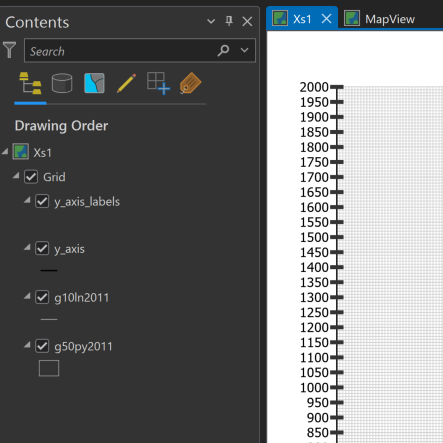 Contents
Search
Drawing Order
Xs1
Grid
y_axis_labels
y_axis
g10ln2011
g50py2011
Xs1
MapView
2000
1950
1900
1850
1800
1750
1700
1650
1600
1550
1500
1450
1400
1350
1300
1250
1200
1150
1100
1050
1000
950
900
850